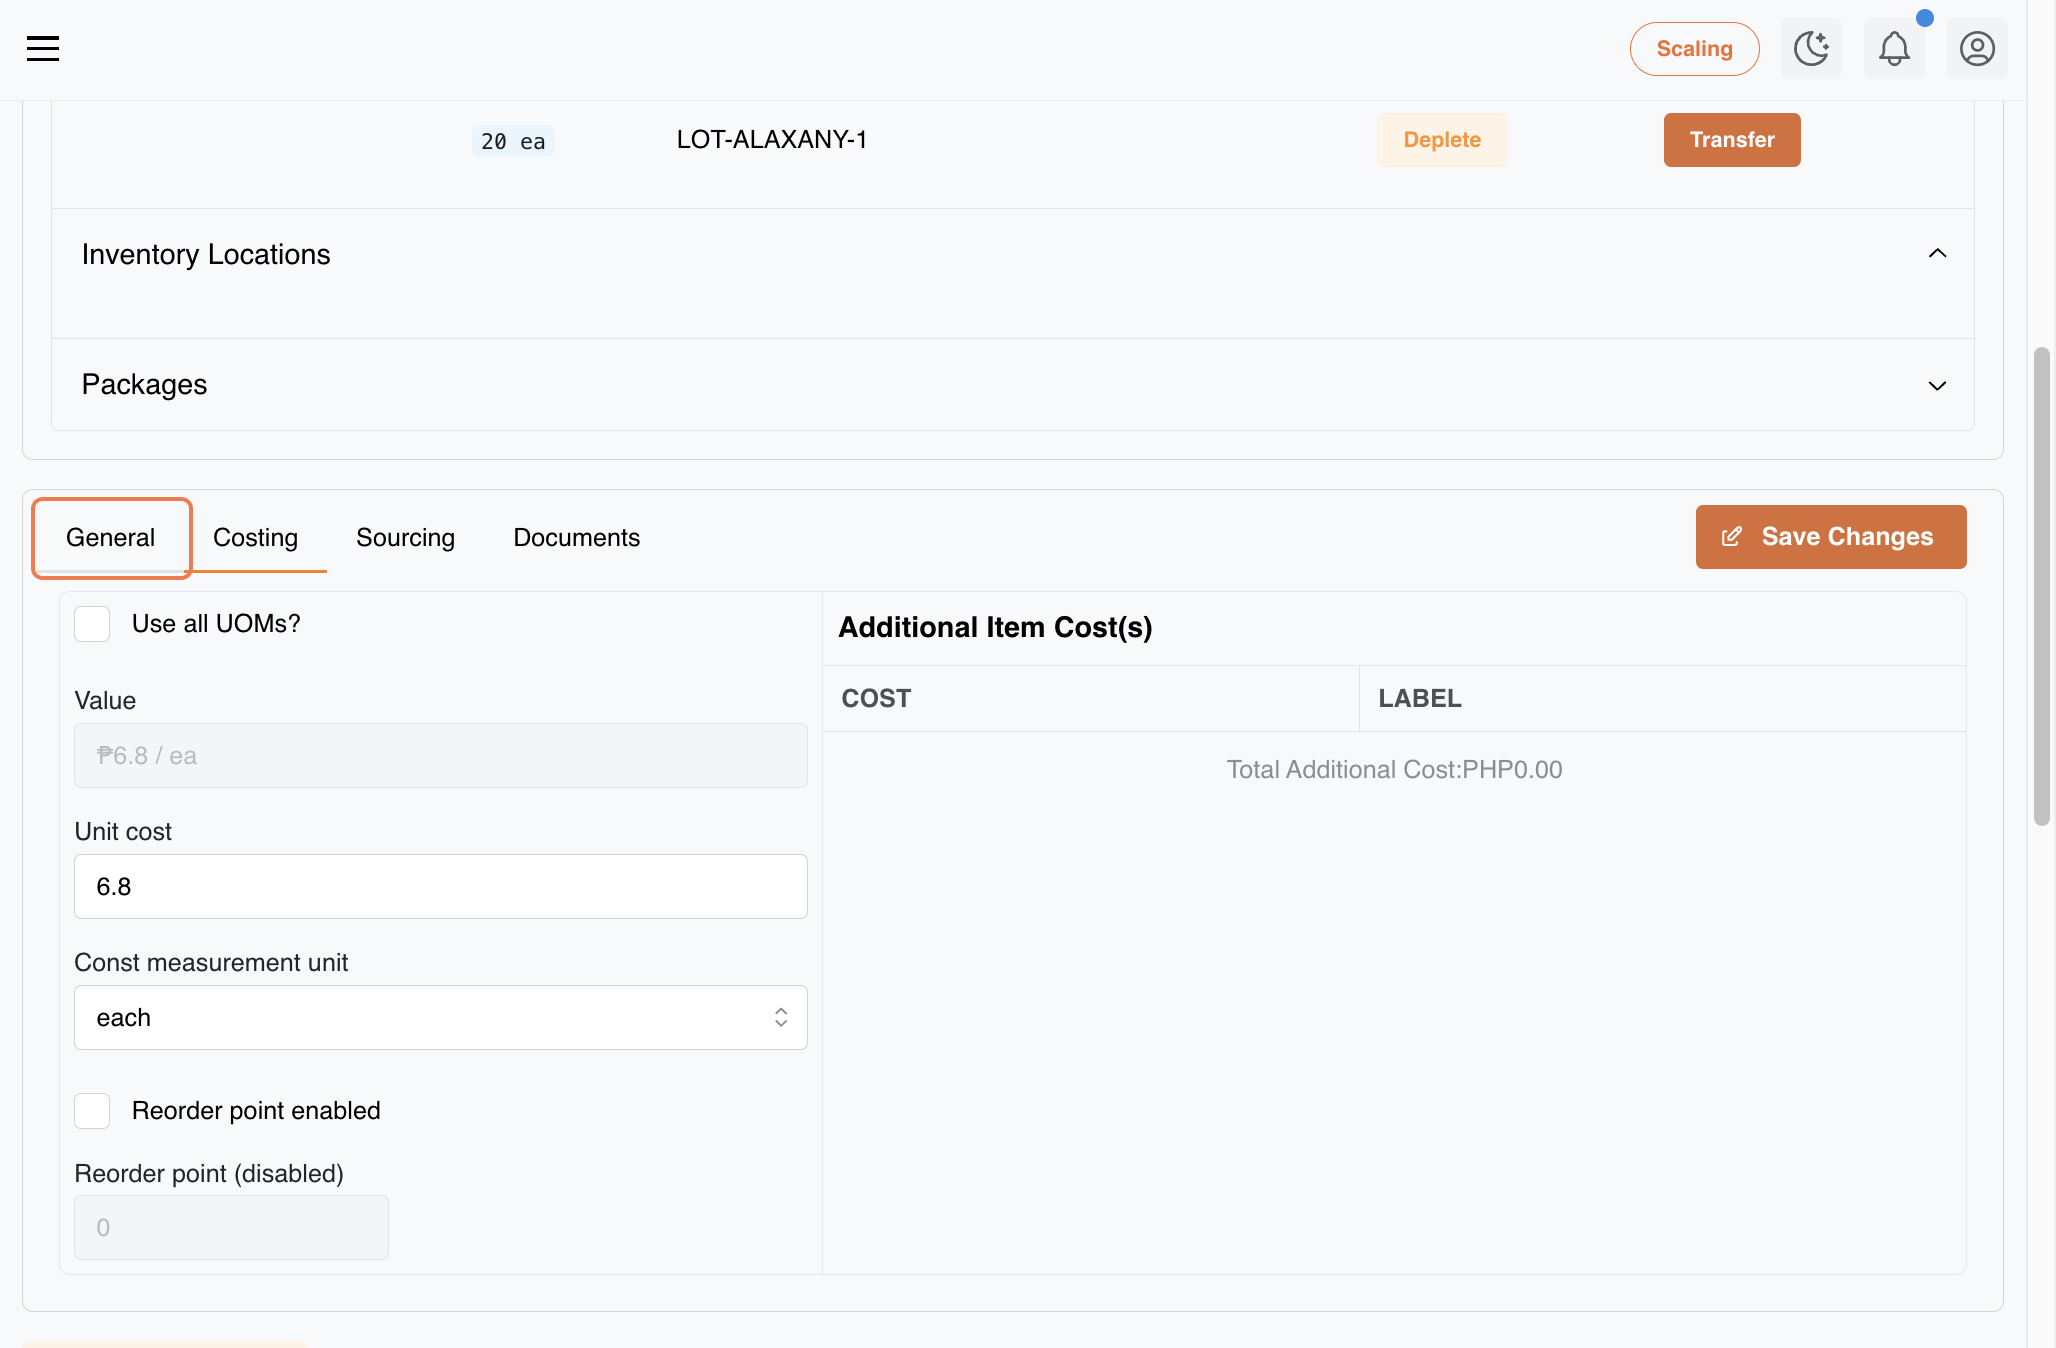 Scaling
20 ea LOT-ALAXANY-1 Deplete Transfer
Inventory Locations
Packages
General Costing Sourcing Documents Save Changes
Use all UOMs?
Additional Item Cost(s)
COST LABEL
Value
₱6.8 / ea
Total Additional Cost:PHP0.00
Unit cost
6.8
Const measurement unit
each
Reorder point enabled
Reorder point (disabled)
0